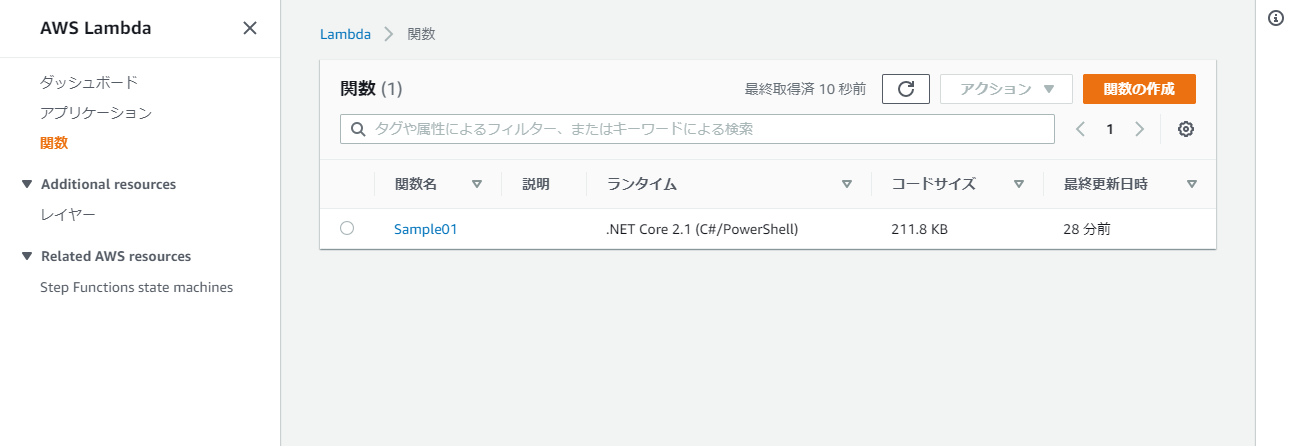 AWS Lambda
ダッシュボード
アプリケーション
関数
Additional resources
レイヤー
Related AWS resources
Step Functions state machines
Lambda 関数
関数 (1) 最終取得済 10 秒前 アクション 関数の作成
タグや属性によるフィルター、またはキーワードによる検索 1
関数名 説明 ランタイム コードサイズ 最終更新日時
Sample01 .NET Core 2.1 (C#/PowerShell) 211.8 KB 28 分前